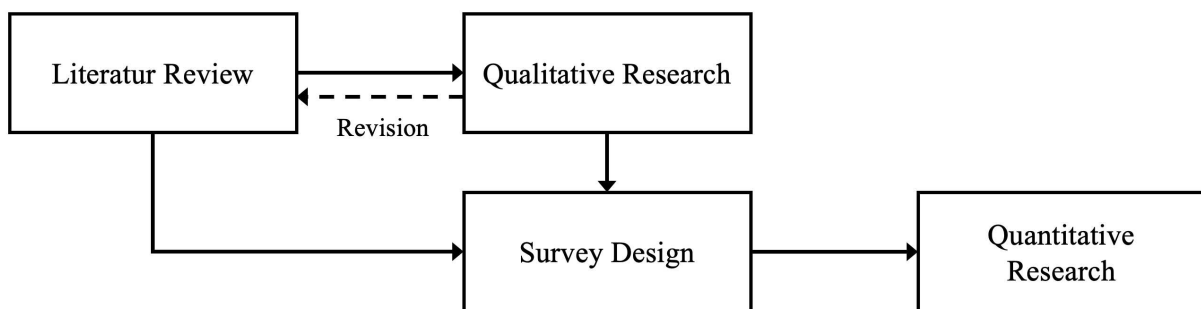 Literatur Review
Qualitative Research
Revision
Survey Design
Quantitative
Research